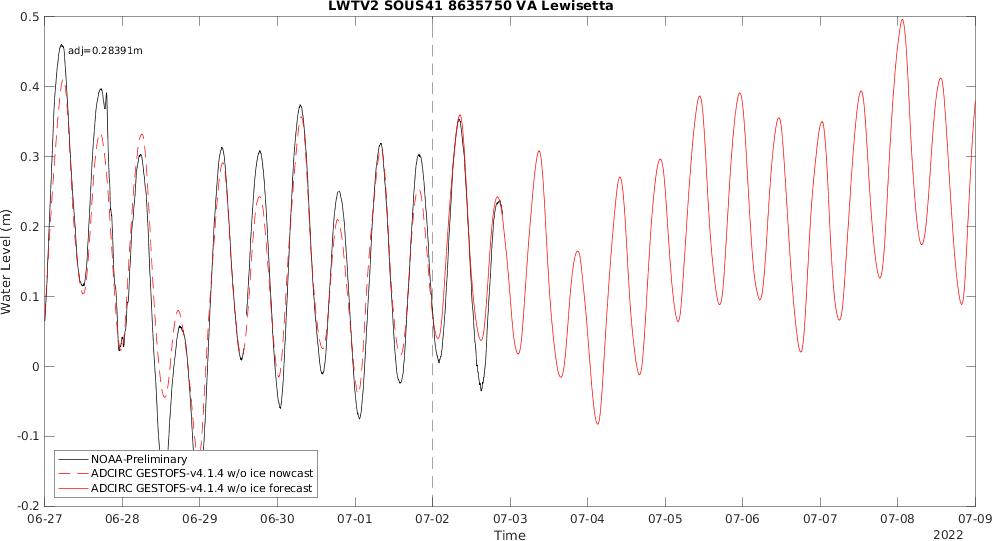 LWTV2 SOUS41 8635750 VA Lewisetta
adj=0.28391m
Water Level (m)
0.5
0.4
0.3
0.2
0.1
0
-0.1
-0.2
NOAA-Preliminary
ADCIRC GESTOFS-v4.1.4 w/o ice nowcast
ADCIRC GESTOFS-v4.1.4 w/o ice forecast
06-27 06-28 06-29 06-30 07-01 07-02 07-03 07-04 07-05 07-06 07-07 07-08 07-09
Time
2022